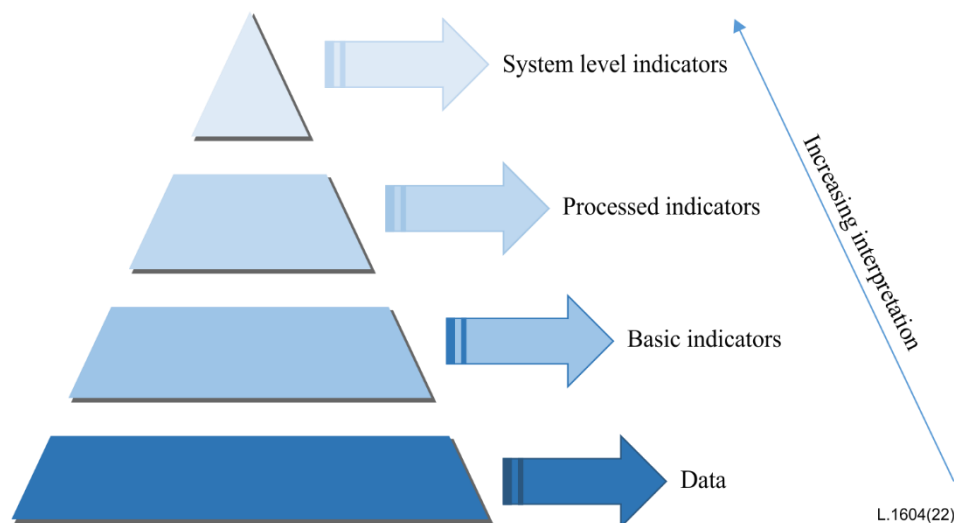 System level indicators
Processed indicators
Basic indicators
Data
Increasing interpretation
L.1604(22)